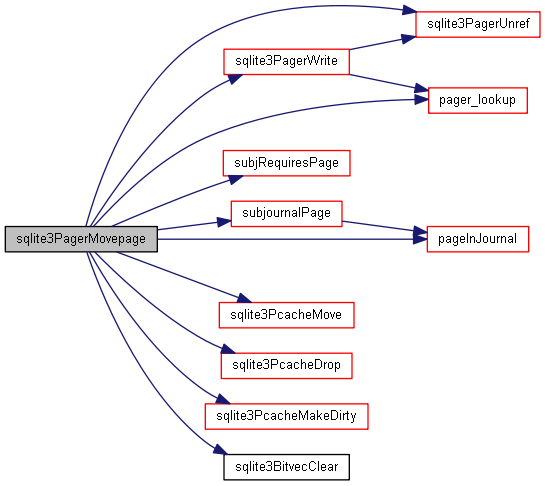 sqlite3PagerUnref
sqlite3PagerWrite
pager_lookup
subjRequiresPage
subjournalPage
sqlite3PagerMovepage
pageInJournal
sqlite3PcacheMove
sqlite3PcacheDrop
sqlite3PcacheMakeDirty
sqlite3BitvecClear